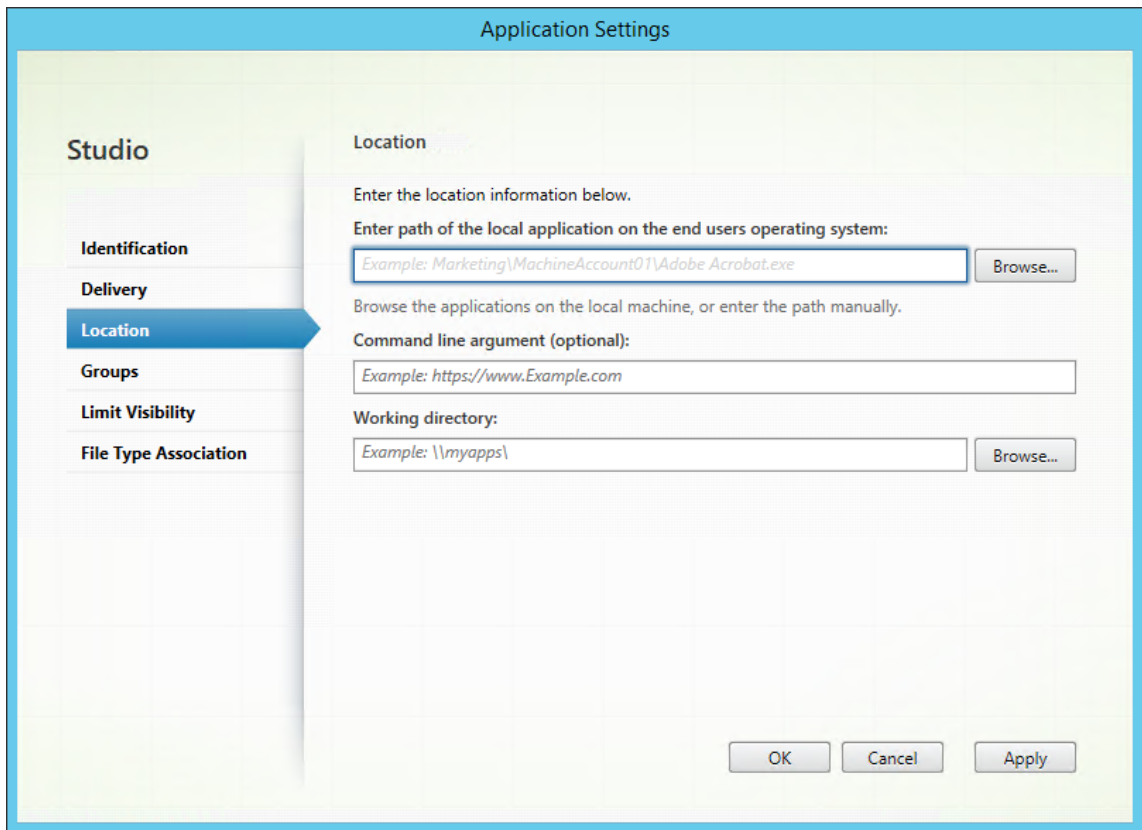 Application Settings
Studio
Identification
Delivery
Location
Groups
Limit Visibility
File Type Association
Location
Enter the location information below.
Enter path of the local application on the end users operating system:
Example: Marketing\MachineAccount01\Adobe Acrobat.exe
Browse...
Browse the applications on the local machine, or enter the path manually.
Command line argument (optional):
Example: https://www.Example.com
Working directory:
Example: \\myapps\
Browse...
OK
Cancel
Apply